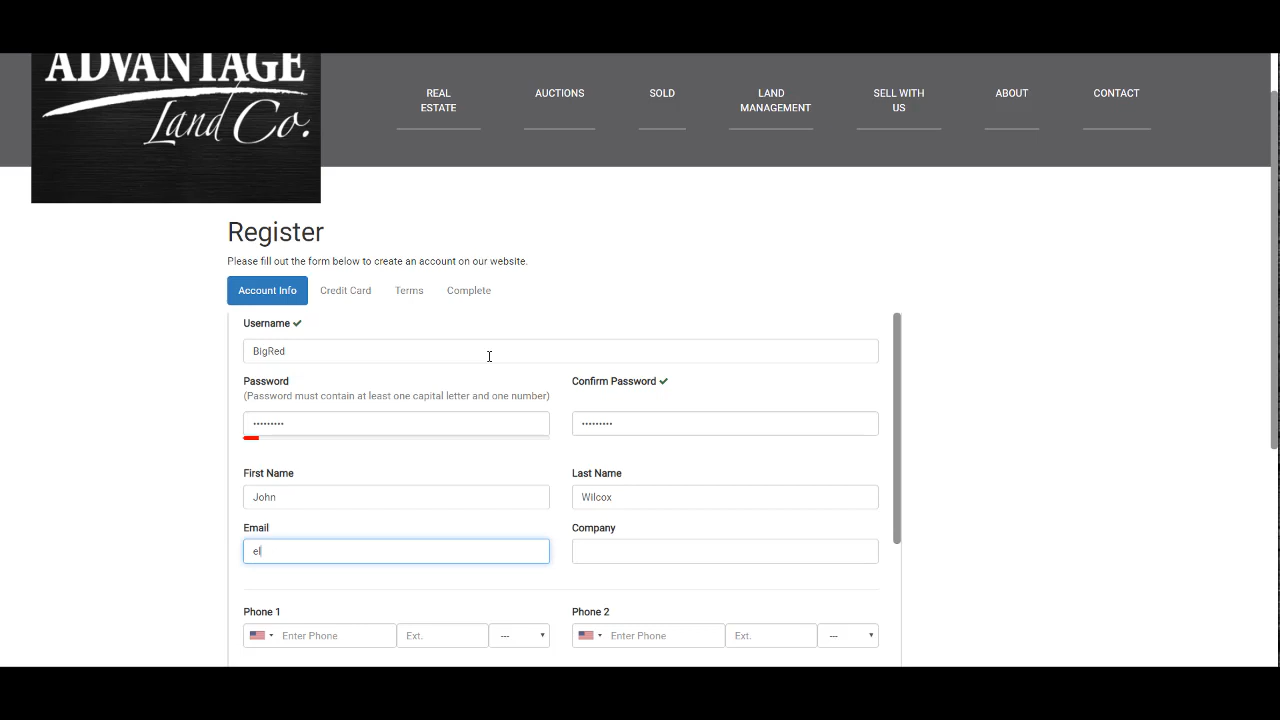 ADVANTAGE
Land Co.
REAL
ESTATE
AUCTIONS
SOLD
LAND
MANAGEMENT
SELL WITH
US
ABOUT
CONTACT
Register
Please fill out the form below to create an account on our website.
Account Info
Credit Card
Terms
Complete
Username
BigRed
Password
Confirm Password
(Password must contain at least one capital letter and one number)
•••••••••
•••••••••
First Name
Last Name
John
Wilcox
Email
Company
el
Phone 1
Phone 2
Enter Phone
Ext.
---
Enter Phone
Ext.
---